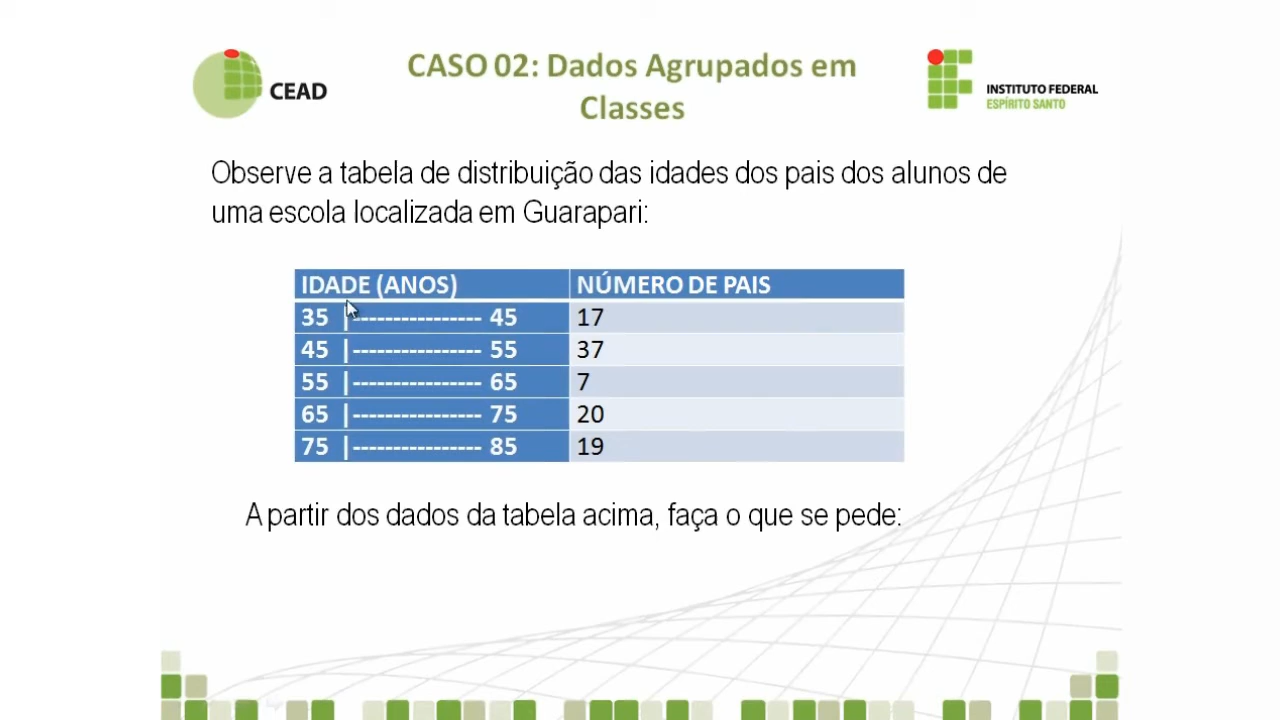 CEAD
CASO 02: Dados Agrupados em
Classes
INSTITUTO FEDERAL
ESPÍRITO SANTO
Observe a tabela de distribuição das idades dos pais dos alunos de
uma escola localizada em Guarapari:
IDADE (ANOS) NÚMERO DE PAIS
35 |---------------- 45 17
45 |---------------- 55 37
55 |---------------- 65 7
65 |---------------- 75 20
75 |---------------- 85 19
A partir dos dados da tabela acima, faça o que se pede: